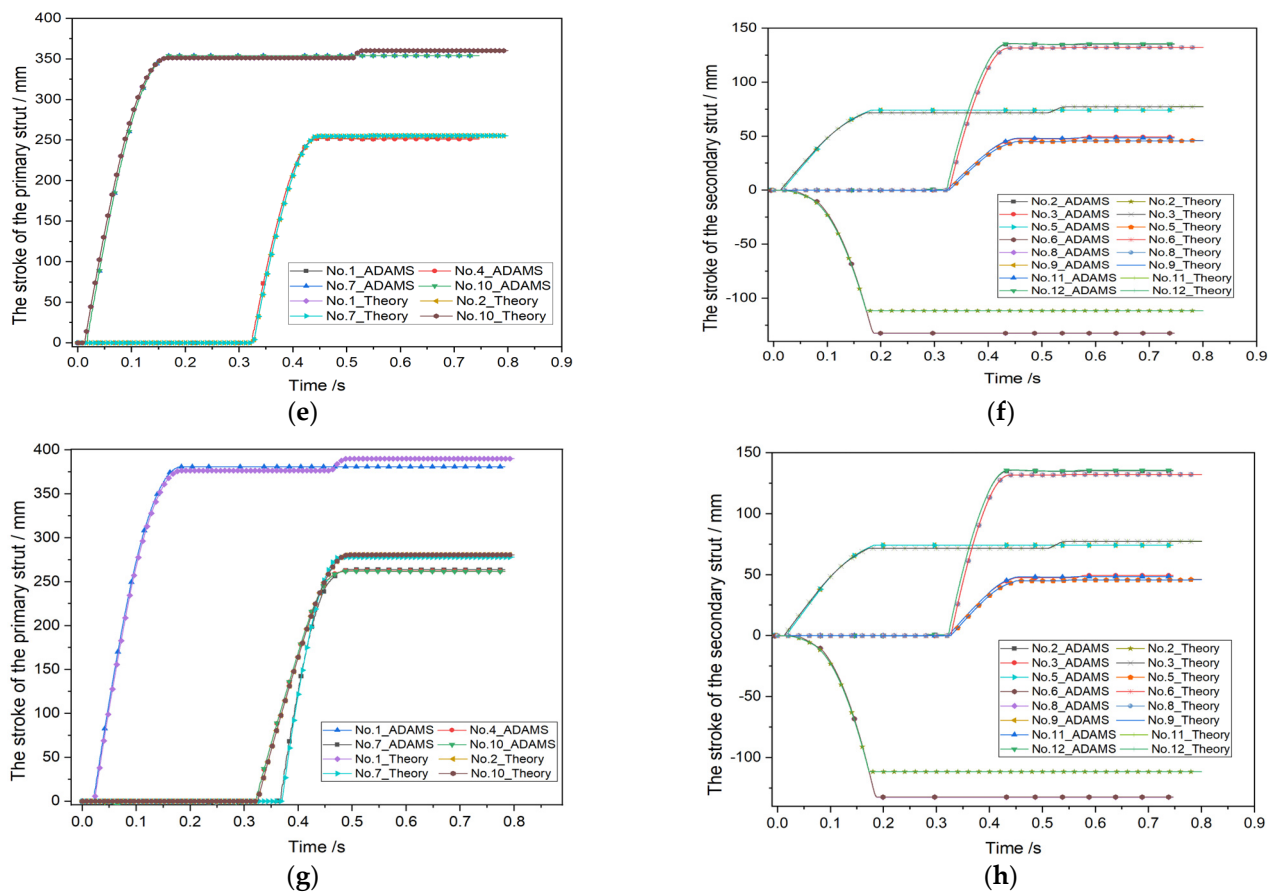 The stroke of the primary strut / mm
400
350
300
250
200
150
100
50
0
No.1_ADAMS No.4_ADAMS
No.7_ADAMS No.10_ADAMS
No.1_Theory No.2_Theory
No.7_Theory No.10_Theory
0.0 0.1 0.2 0.3 0.4 0.5 0.6 0.7 0.8 0.9
Time /s
(e)
The stroke of the secondary strut / mm
150
100
50
0
-50
-100
No.2_ADAMS No.2_Theory
No.3_ADAMS No.3_Theory
No.5_ADAMS No.5_Theory
No.6_ADAMS No.6_Theory
No.8_ADAMS No.8_Theory
No.9_ADAMS No.9_Theory
No.11_ADAMS No.11_Theory
No.12_ADAMS No.12_Theory
0.0 0.1 0.2 0.3 0.4 0.5 0.6 0.7 0.8 0.9
Time /s
(f)
The stroke of the primary strut / mm
400
350
300
250
200
150
100
50
0
No.1_ADAMS No.4_ADAMS
No.7_ADAMS No.10_ADAMS
No.1_Theory No.2_Theory
No.7_Theory No.10_Theory
0.0 0.1 0.2 0.3 0.4 0.5 0.6 0.7 0.8
Time /s
(g)
The stroke of the secondary strut / mm
150
100
50
0
-50
-100
No.2_ADAMS No.2_Theory
No.3_ADAMS No.3_Theory
No.5_ADAMS No.5_Theory
No.6_ADAMS No.6_Theory
No.8_ADAMS No.8_Theory
No.9_ADAMS No.9_Theory
No.11_ADAMS No.11_Theory
No.12_ADAMS No.12_Theory
0.0 0.1 0.2 0.3 0.4 0.5 0.6 0.7 0.8 0.9
Time /s
(h)